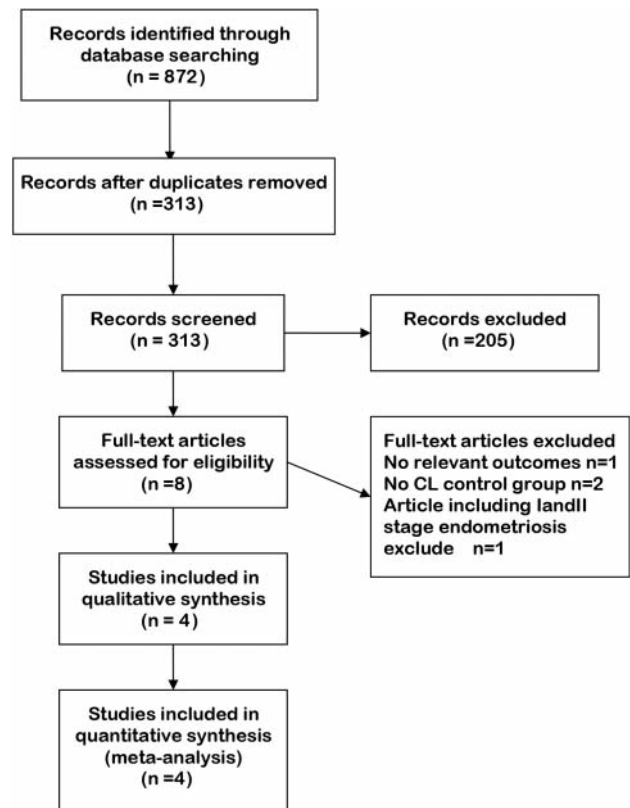 Records identified through
database searching
(n = 872)
Records after duplicates removed
(n =313)
Records screened
(n = 313)
Records excluded
(n =205)
Full-text articles
assessed for eligibility
(n =8)
Full-text articles excluded
No relevant outcomes n=1
No CL control group n=2
Article including IandII
stage endometriosis
exclude n=1
Studies included in
qualitative synthesis
(n = 4)
Studies included in
quantitative synthesis
(meta-analysis)
(n =4)